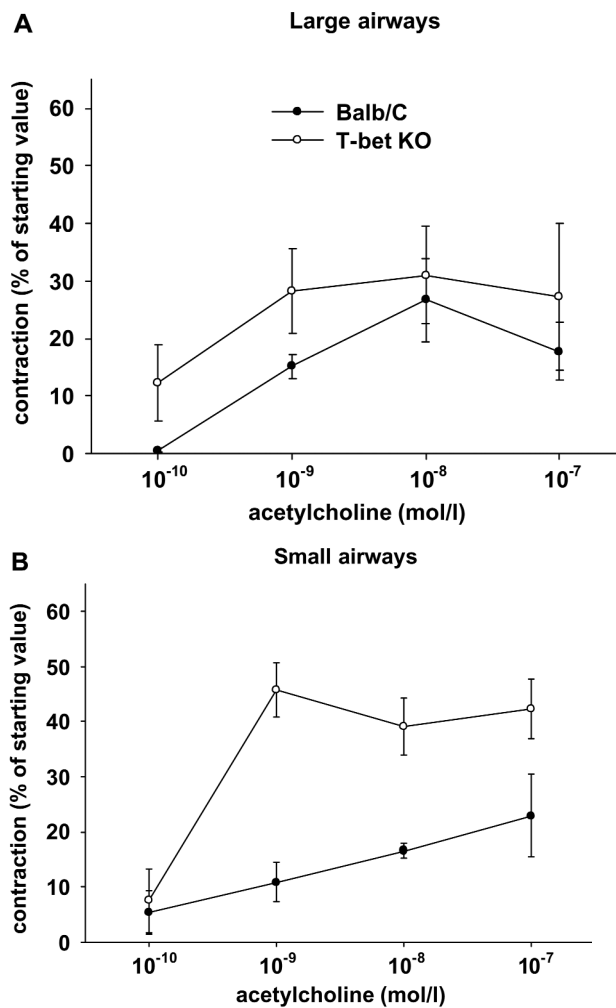 A
Large airways
contraction (% of starting value)
60
50
40
30
20
10
0
Balb/C
T-bet KO
10⁻¹⁰ 10⁻⁹ 10⁻⁸ 10⁻⁷
acetylcholine (mol/l)
B
Small airways
contraction (% of starting value)
60
50
40
30
20
10
0
10⁻¹⁰ 10⁻⁹ 10⁻⁸ 10⁻⁷
acetylcholine (mol/l)